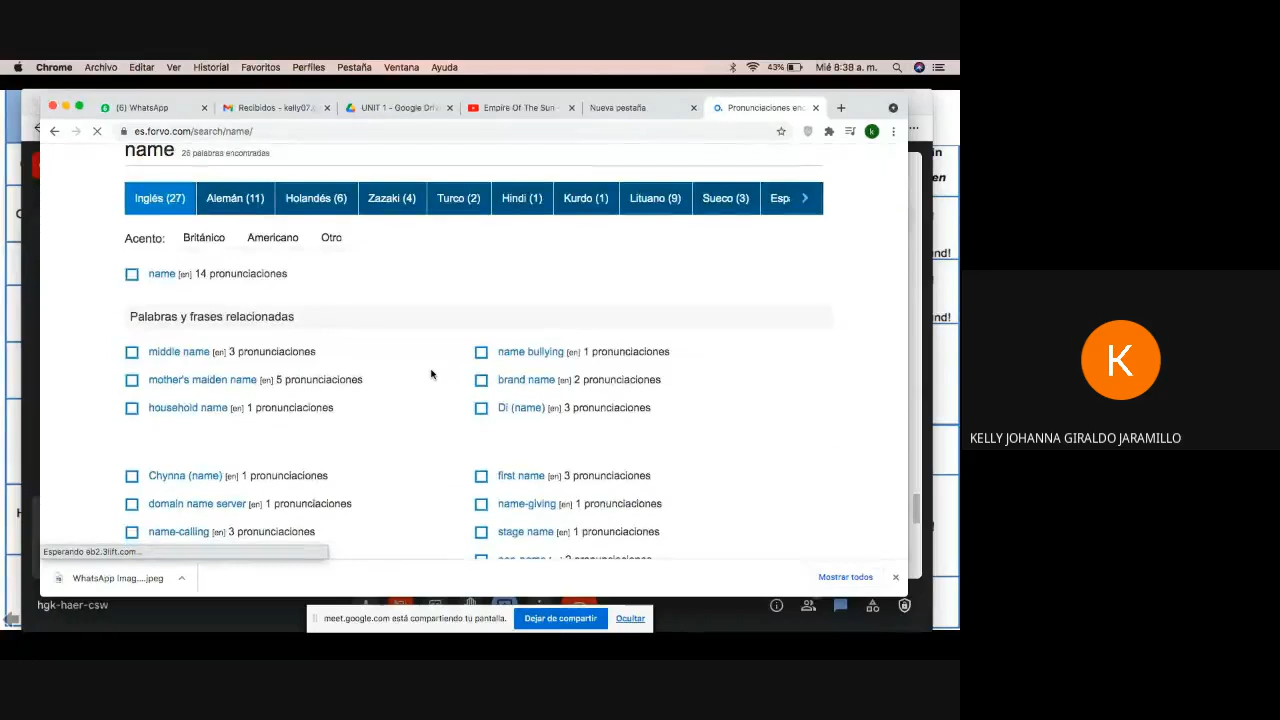 Chrome Archivo Editar Ver Historial Favoritos Perfiles Pestaña Ventana Ayuda 43% Mié 8:38 a. m.
(6) WhatsApp Recibidos - kelly07. UNIT 1 - Google Dri Empire Of The Sun - Nueva pestaña Pronunciaciones en
es.forvo.com/search/name/ k
name 26 palabras encontradas
Inglés (27) Alemán (11) Holandés (6) Zazaki (4) Turco (2) Hindi (1) Kurdo (1) Lituano (9) Sueco (3) Esp
Acento: Británico Americano Otro
name [en] 14 pronunciaciones
Palabras y frases relacionadas
middle name [en] 3 pronunciaciones name bullying [en] 1 pronunciaciones
mother's maiden name [en] 5 pronunciaciones brand name [en] 2 pronunciaciones
household name [en] 1 pronunciaciones Di (name) [en] 3 pronunciaciones
K
KELLY JOHANNA GIRALDO JARAMILLO
Chynna (name) [en] 1 pronunciaciones first name [en] 3 pronunciaciones
domain name server [en] 1 pronunciaciones name-giving [en] 1 pronunciaciones
name-calling [en] 3 pronunciaciones stage name [en] 1 pronunciaciones
Esperando eb2.3lift.com...
WhatsApp Imag....jpeg Mostrar todos
hgk-haer-csw
meet.google.com está compartiendo tu pantalla. Dejar de compartir Ocultar